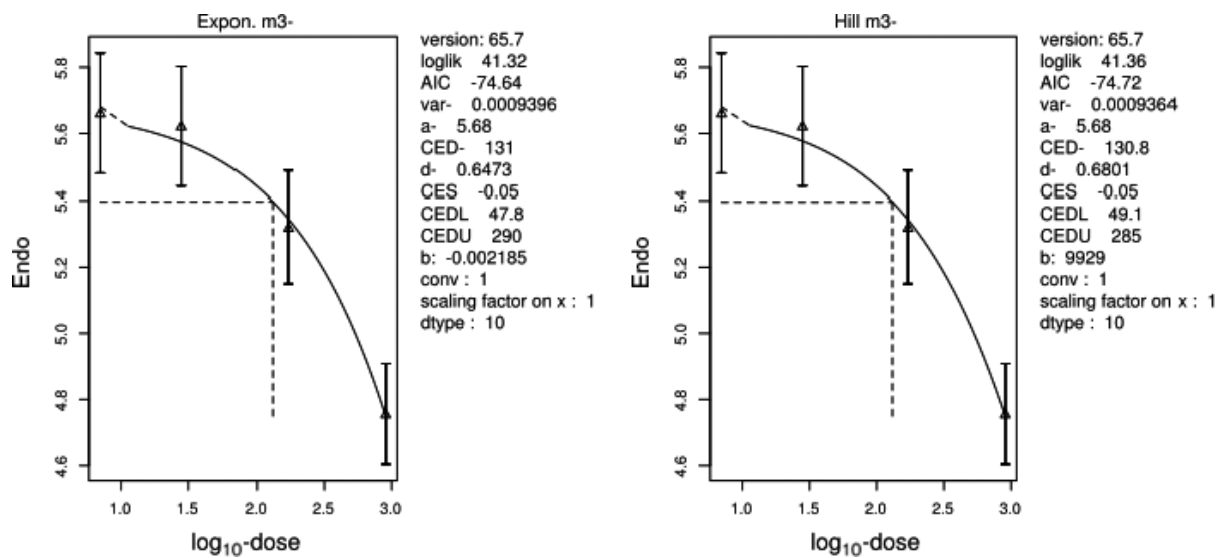 Expon. m3-
version: 65.7
loglik 41.32
AIC -74.64
var- 0.0009396
a- 5.68
CED- 131
d- 0.6473
CES -0.05
CEDL 47.8
CEDU 290
b: -0.002185
conv : 1
scaling factor on x : 1
dtype : 10
Endo
5.8
5.6
5.4
5.2
5.0
4.8
4.6
1.0 1.5 2.0 2.5 3.0
log10-dose
Hill m3-
version: 65.7
loglik 41.36
AIC -74.72
var- 0.0009364
a- 5.68
CED- 130.8
d- 0.6801
CES -0.05
CEDL 49.1
CEDU 285
b: 9929
conv : 1
scaling factor on x : 1
dtype : 10
Endo
5.8
5.6
5.4
5.2
5.0
4.8
4.6
1.0 1.5 2.0 2.5 3.0
log10-dose